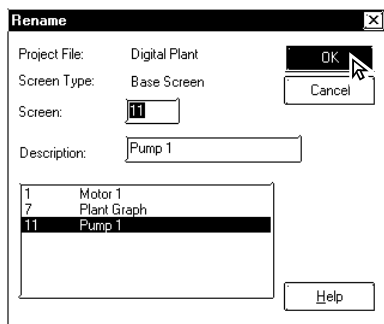 Rename
Project File: Digital Plant
OK
Screen Type: Base Screen
Cancel
Screen: 11
Description: Pump 1
1 Motor 1
7 Plant Graph
11 Pump 1
Help